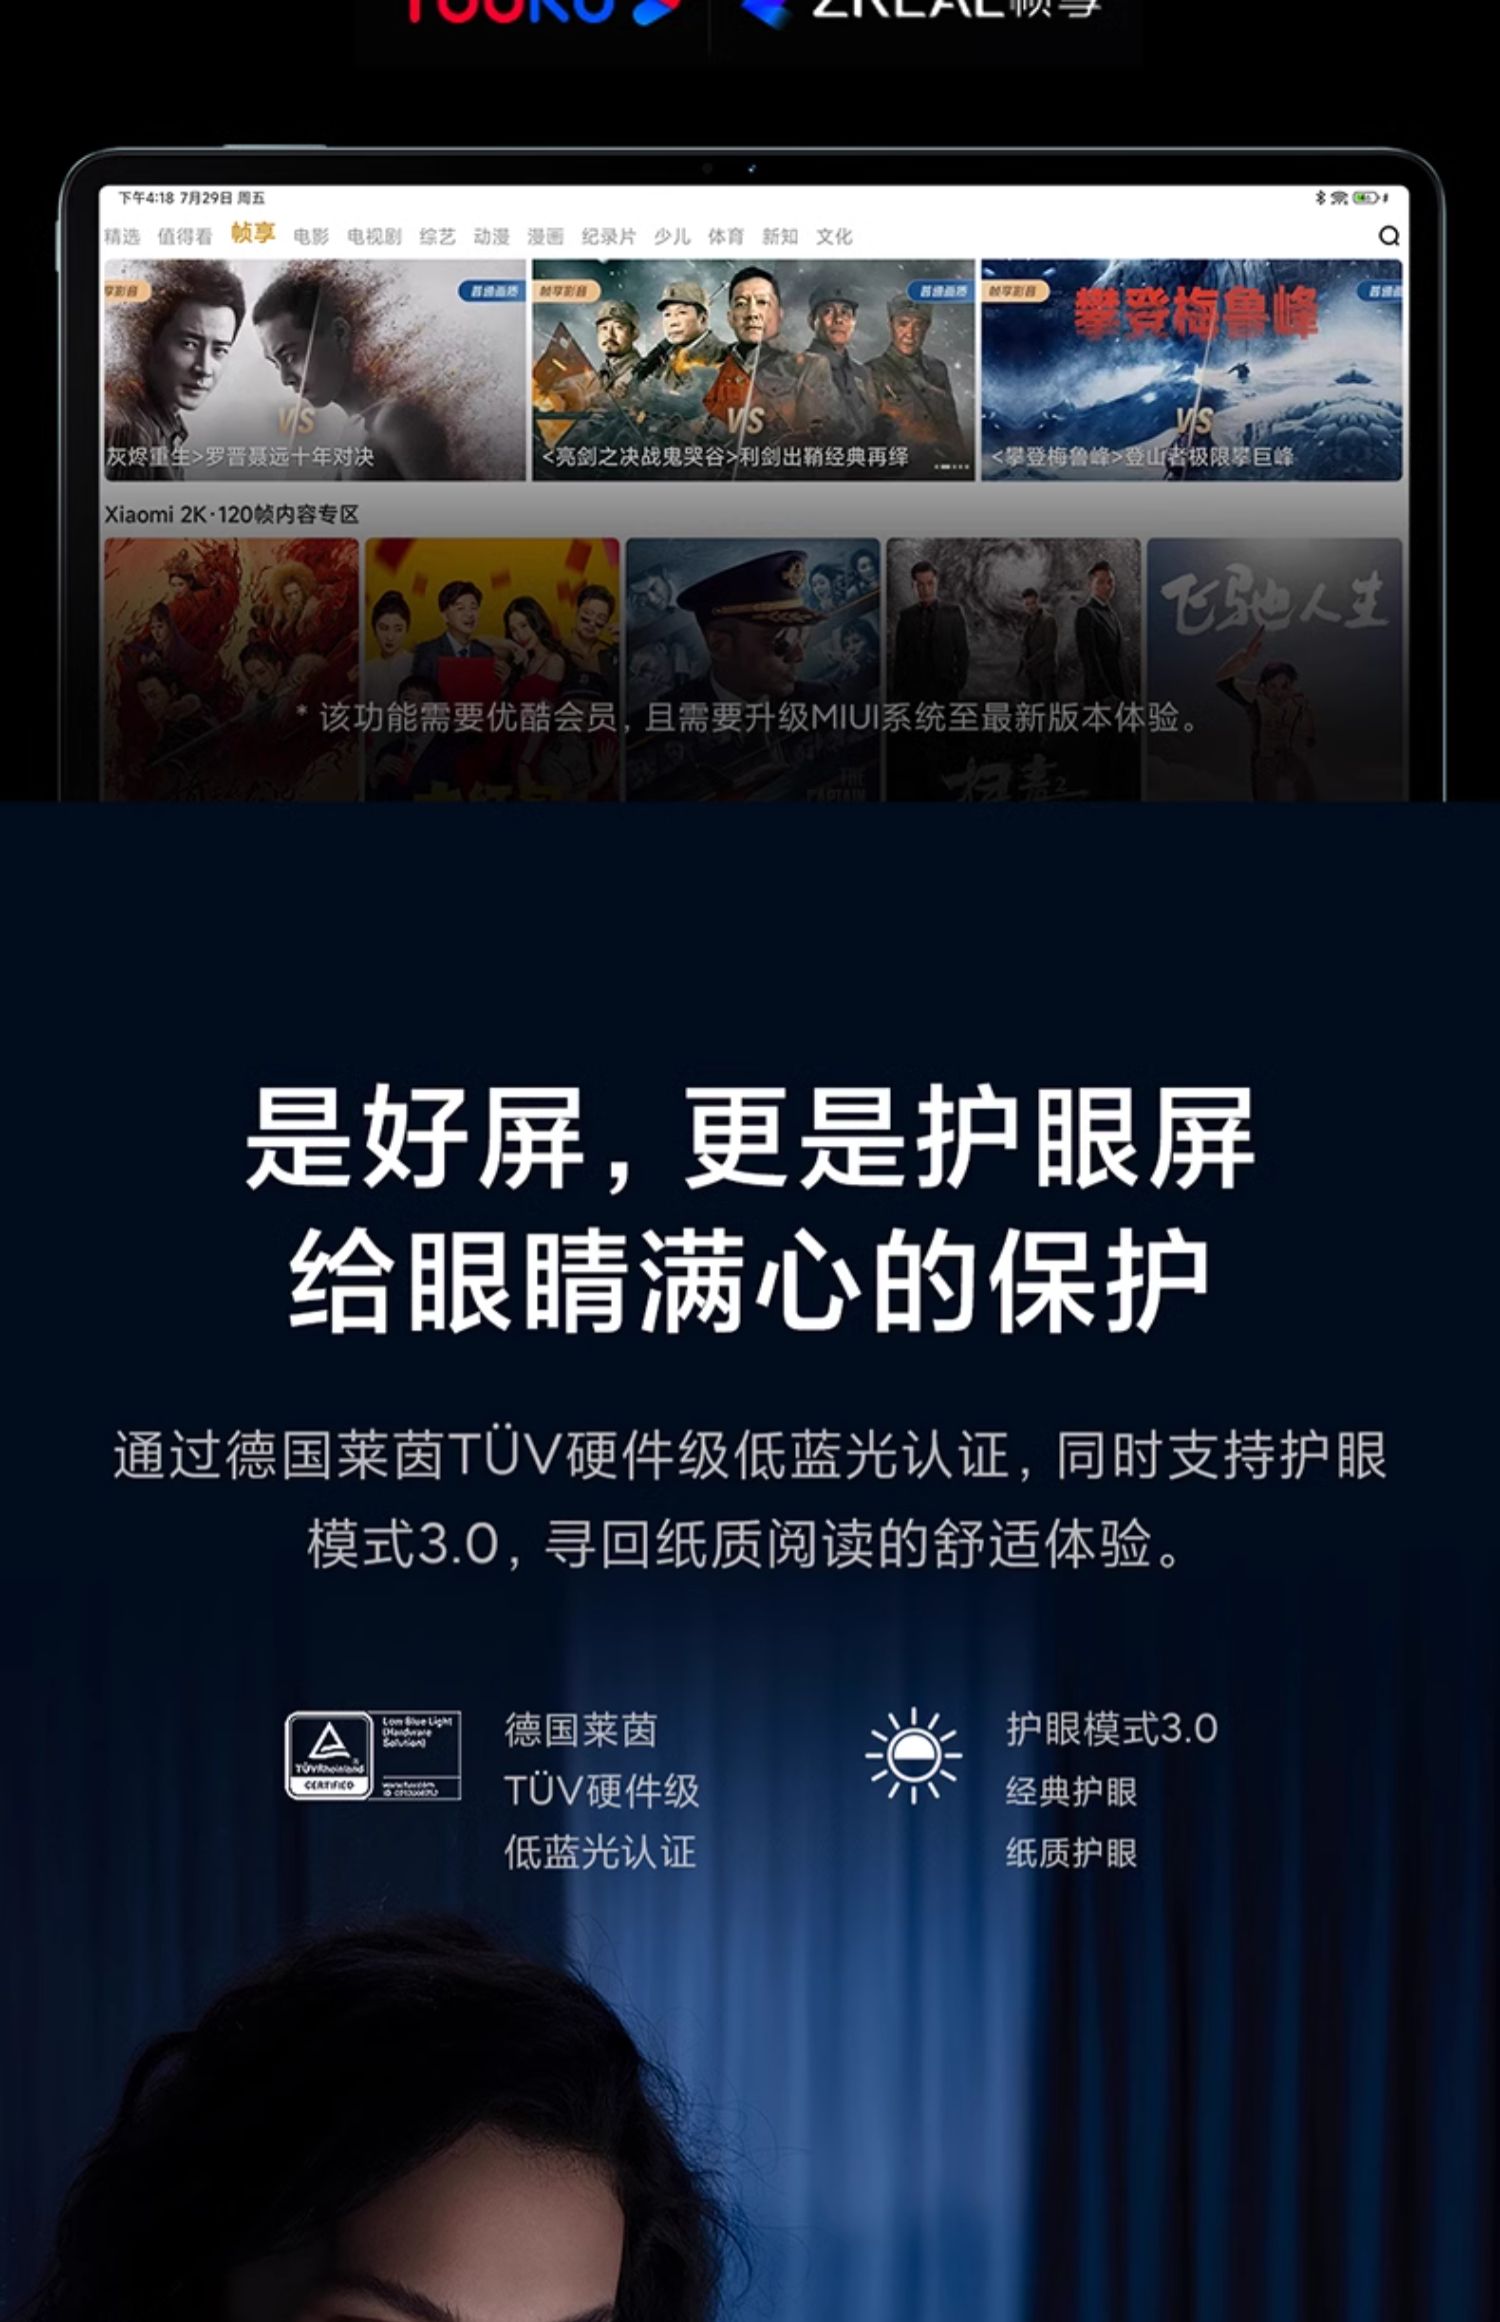 YOUKU
ZREAL帧享
下午4:18 7月29日 周五
精选 值得看 帧享 电影 电视剧 综艺 动漫 漫画 纪录片 少儿 体育 新知 文化
享影音 普通画质 帧享影音 普通画质 帧享影音 普通画
攀登梅鲁峰
VS VS VS
灰烬重生>罗晋聂远十年对决
<亮剑之决战鬼哭谷>利剑出鞘经典再绎
<攀登梅鲁峰>登山者极限攀巨峰
Xiaomi 2K·120帧内容专区
飞驰人生
* 该功能需要优酷会员，且需要升级MIUI系统至最新版本体验。
THE
CAPTAIN
扫毒2
是好屏，更是护眼屏
给眼睛满心的保护
通过德国莱茵TÜV硬件级低蓝光认证，同时支持护眼
模式3.0，寻回纸质阅读的舒适体验。
TÜVRheinland
CERTIFIED
Low Blue Light
(Hardware
Solution)
www.tuv.com
德国莱茵
TÜV硬件级
低蓝光认证
护眼模式3.0
经典护眼
纸质护眼